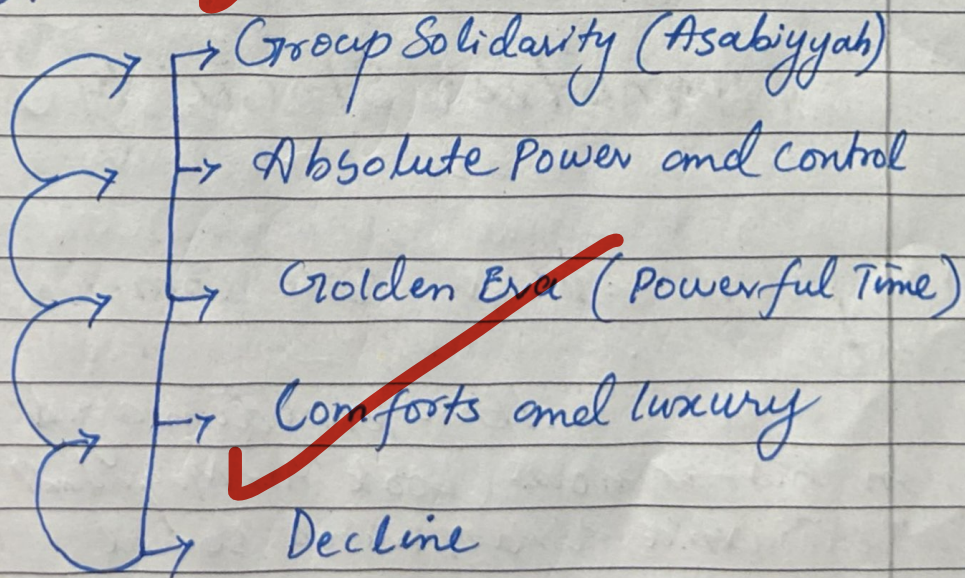 Group Solidarity (Asabiyyah)
Absolute Power and control
Golden Era (Powerful Time)
Comforts and luxury
Decline